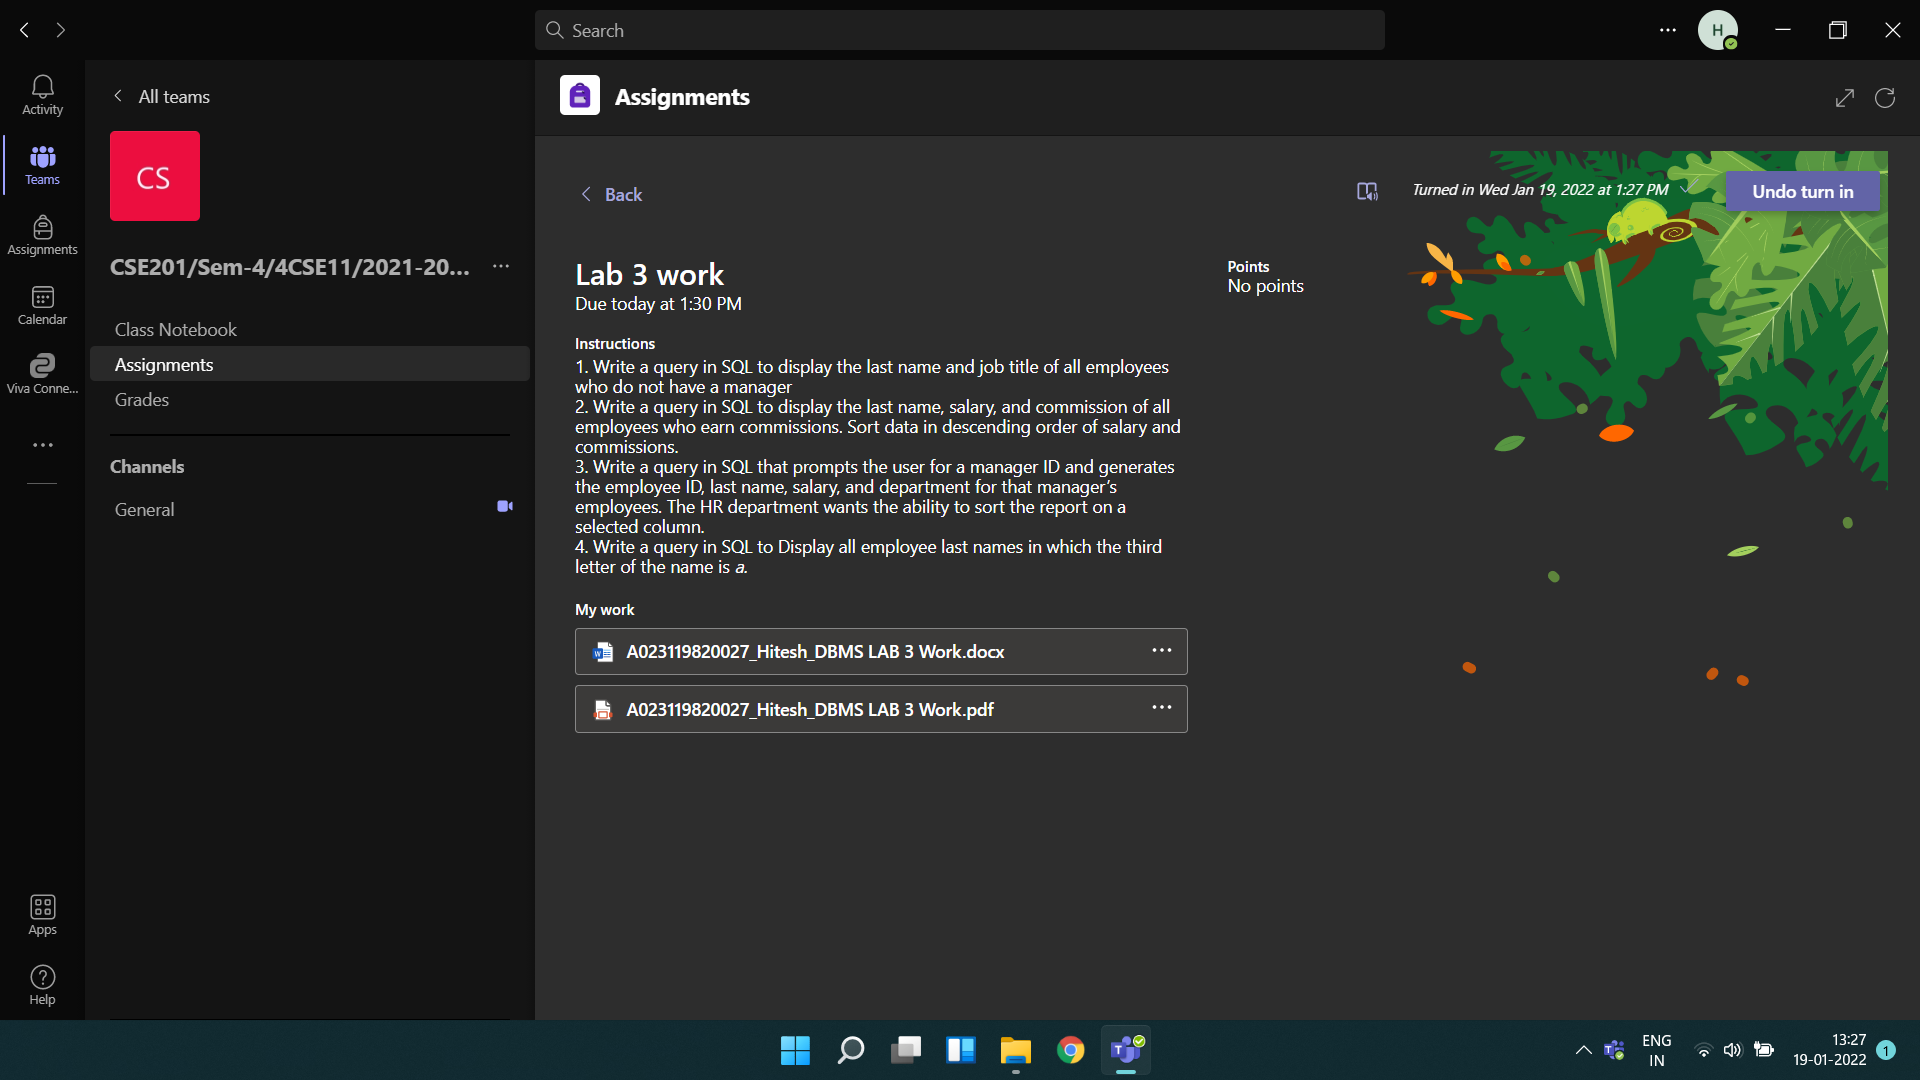 Search
H
Activity
Teams
Assignments
Calendar
Viva Conne...
Apps
Help
All teams
CS
CSE201/Sem-4/4CSE11/2021-20...
Class Notebook
Assignments
Grades
Channels
General
Assignments
Back
Turned in Wed Jan 19, 2022 at 1:27 PM
Undo turn in
Lab 3 work
Due today at 1:30 PM
Points
No points
Instructions
1. Write a query in SQL to display the last name and job title of all employees
who do not have a manager
2. Write a query in SQL to display the last name, salary, and commission of all
employees who earn commissions. Sort data in descending order of salary and
commissions.
3. Write a query in SQL that prompts the user for a manager ID and generates
the employee ID, last name, salary, and department for that manager’s
employees. The HR department wants the ability to sort the report on a
selected column.
4. Write a query in SQL to Display all employee last names in which the third
letter of the name is a.
My work
A023119820027_Hitesh_DBMS LAB 3 Work.docx
A023119820027_Hitesh_DBMS LAB 3 Work.pdf
ENG
IN
13:27
19-01-2022
1